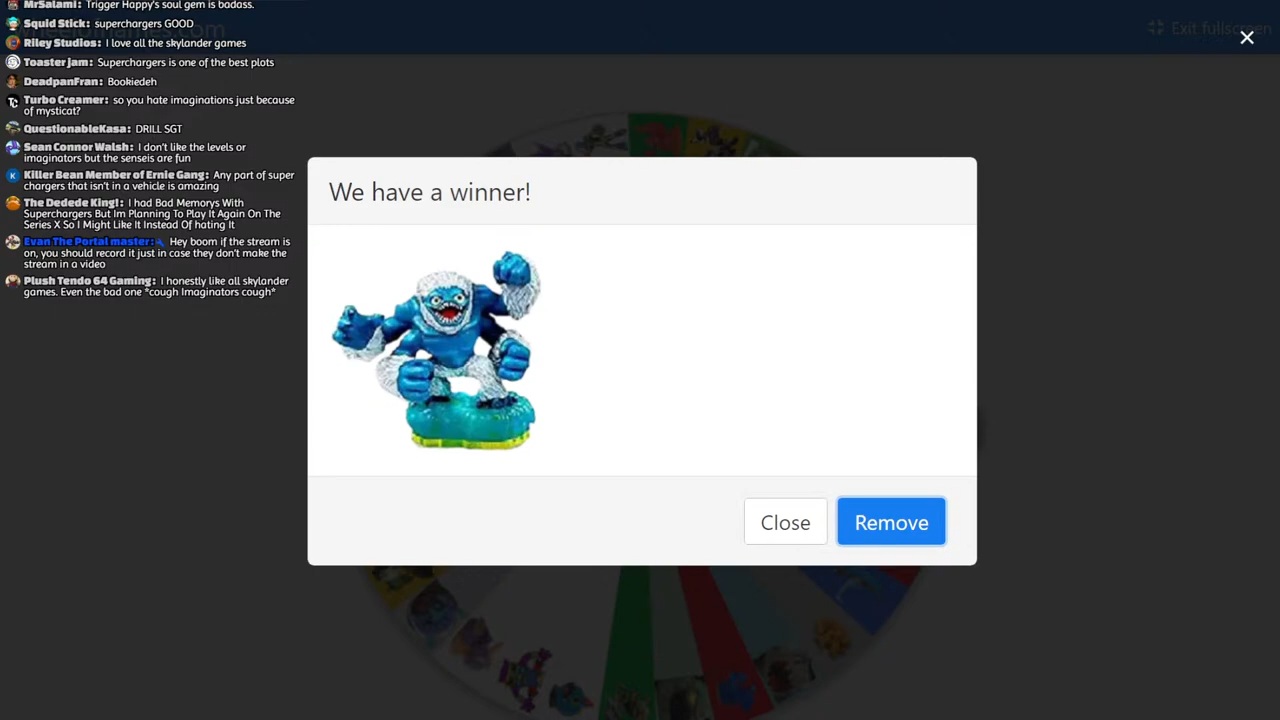 MrSalami: Trigger Happy's soul gem is badass.
Squid Stick: superchargers GOOD
Riley Studios: I love all the skylander games
Toaster jam: Superchargers is one of the best plots
DeadpanFran: Bookiedeh
Turbo Creamer: so you hate imaginations just because
of mysticat?
QuestionableKasa: DRILL SGT
Sean Connor Walsh: I don't like the levels or
imaginators but the senseis are fun
Killer Bean Member of Ernie Gang: Any part of super
chargers that isn't in a vehicle is amazing
The Dedede King!: I had Bad Memorys With
Superchargers But Im Planning To Play It Again On The
Series X So I Might Like It Instead Of hating It
Evan The Portal master: Hey boom if the stream is
on, you should record it just in case they don't make the
stream in a video
Plush Tendo 64 Gaming: I honestly like all skylander
games. Even the bad one *cough Imaginators cough*
Exit fullscreen
We have a winner!
Close
Remove